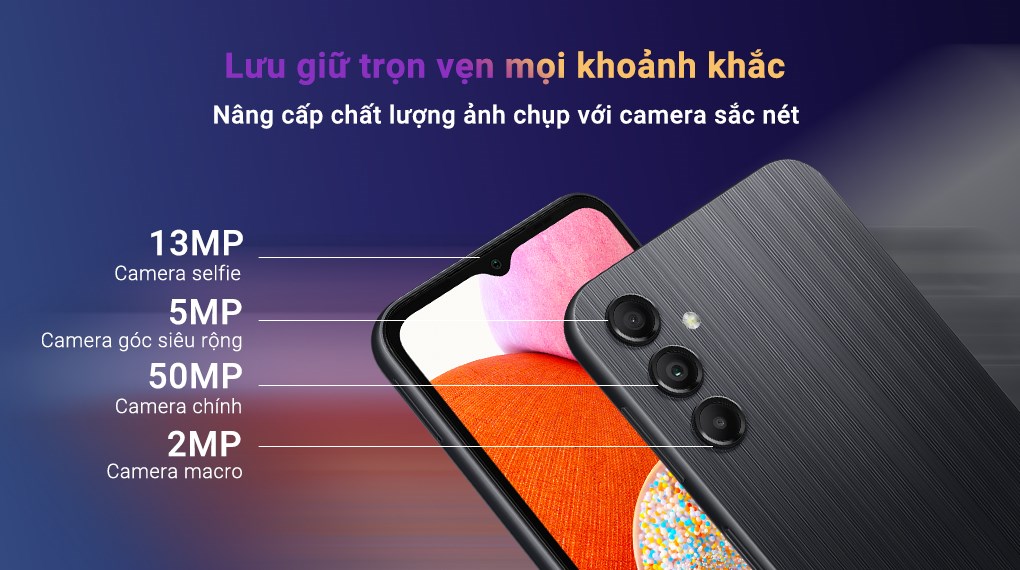 Lưu giữ trọn vẹn mọi khoảnh khắc
Nâng cấp chất lượng ảnh chụp với camera sắc nét
13MP
Camera selfie
5MP
Camera góc siêu rộng
50MP
Camera chính
2MP
Camera macro